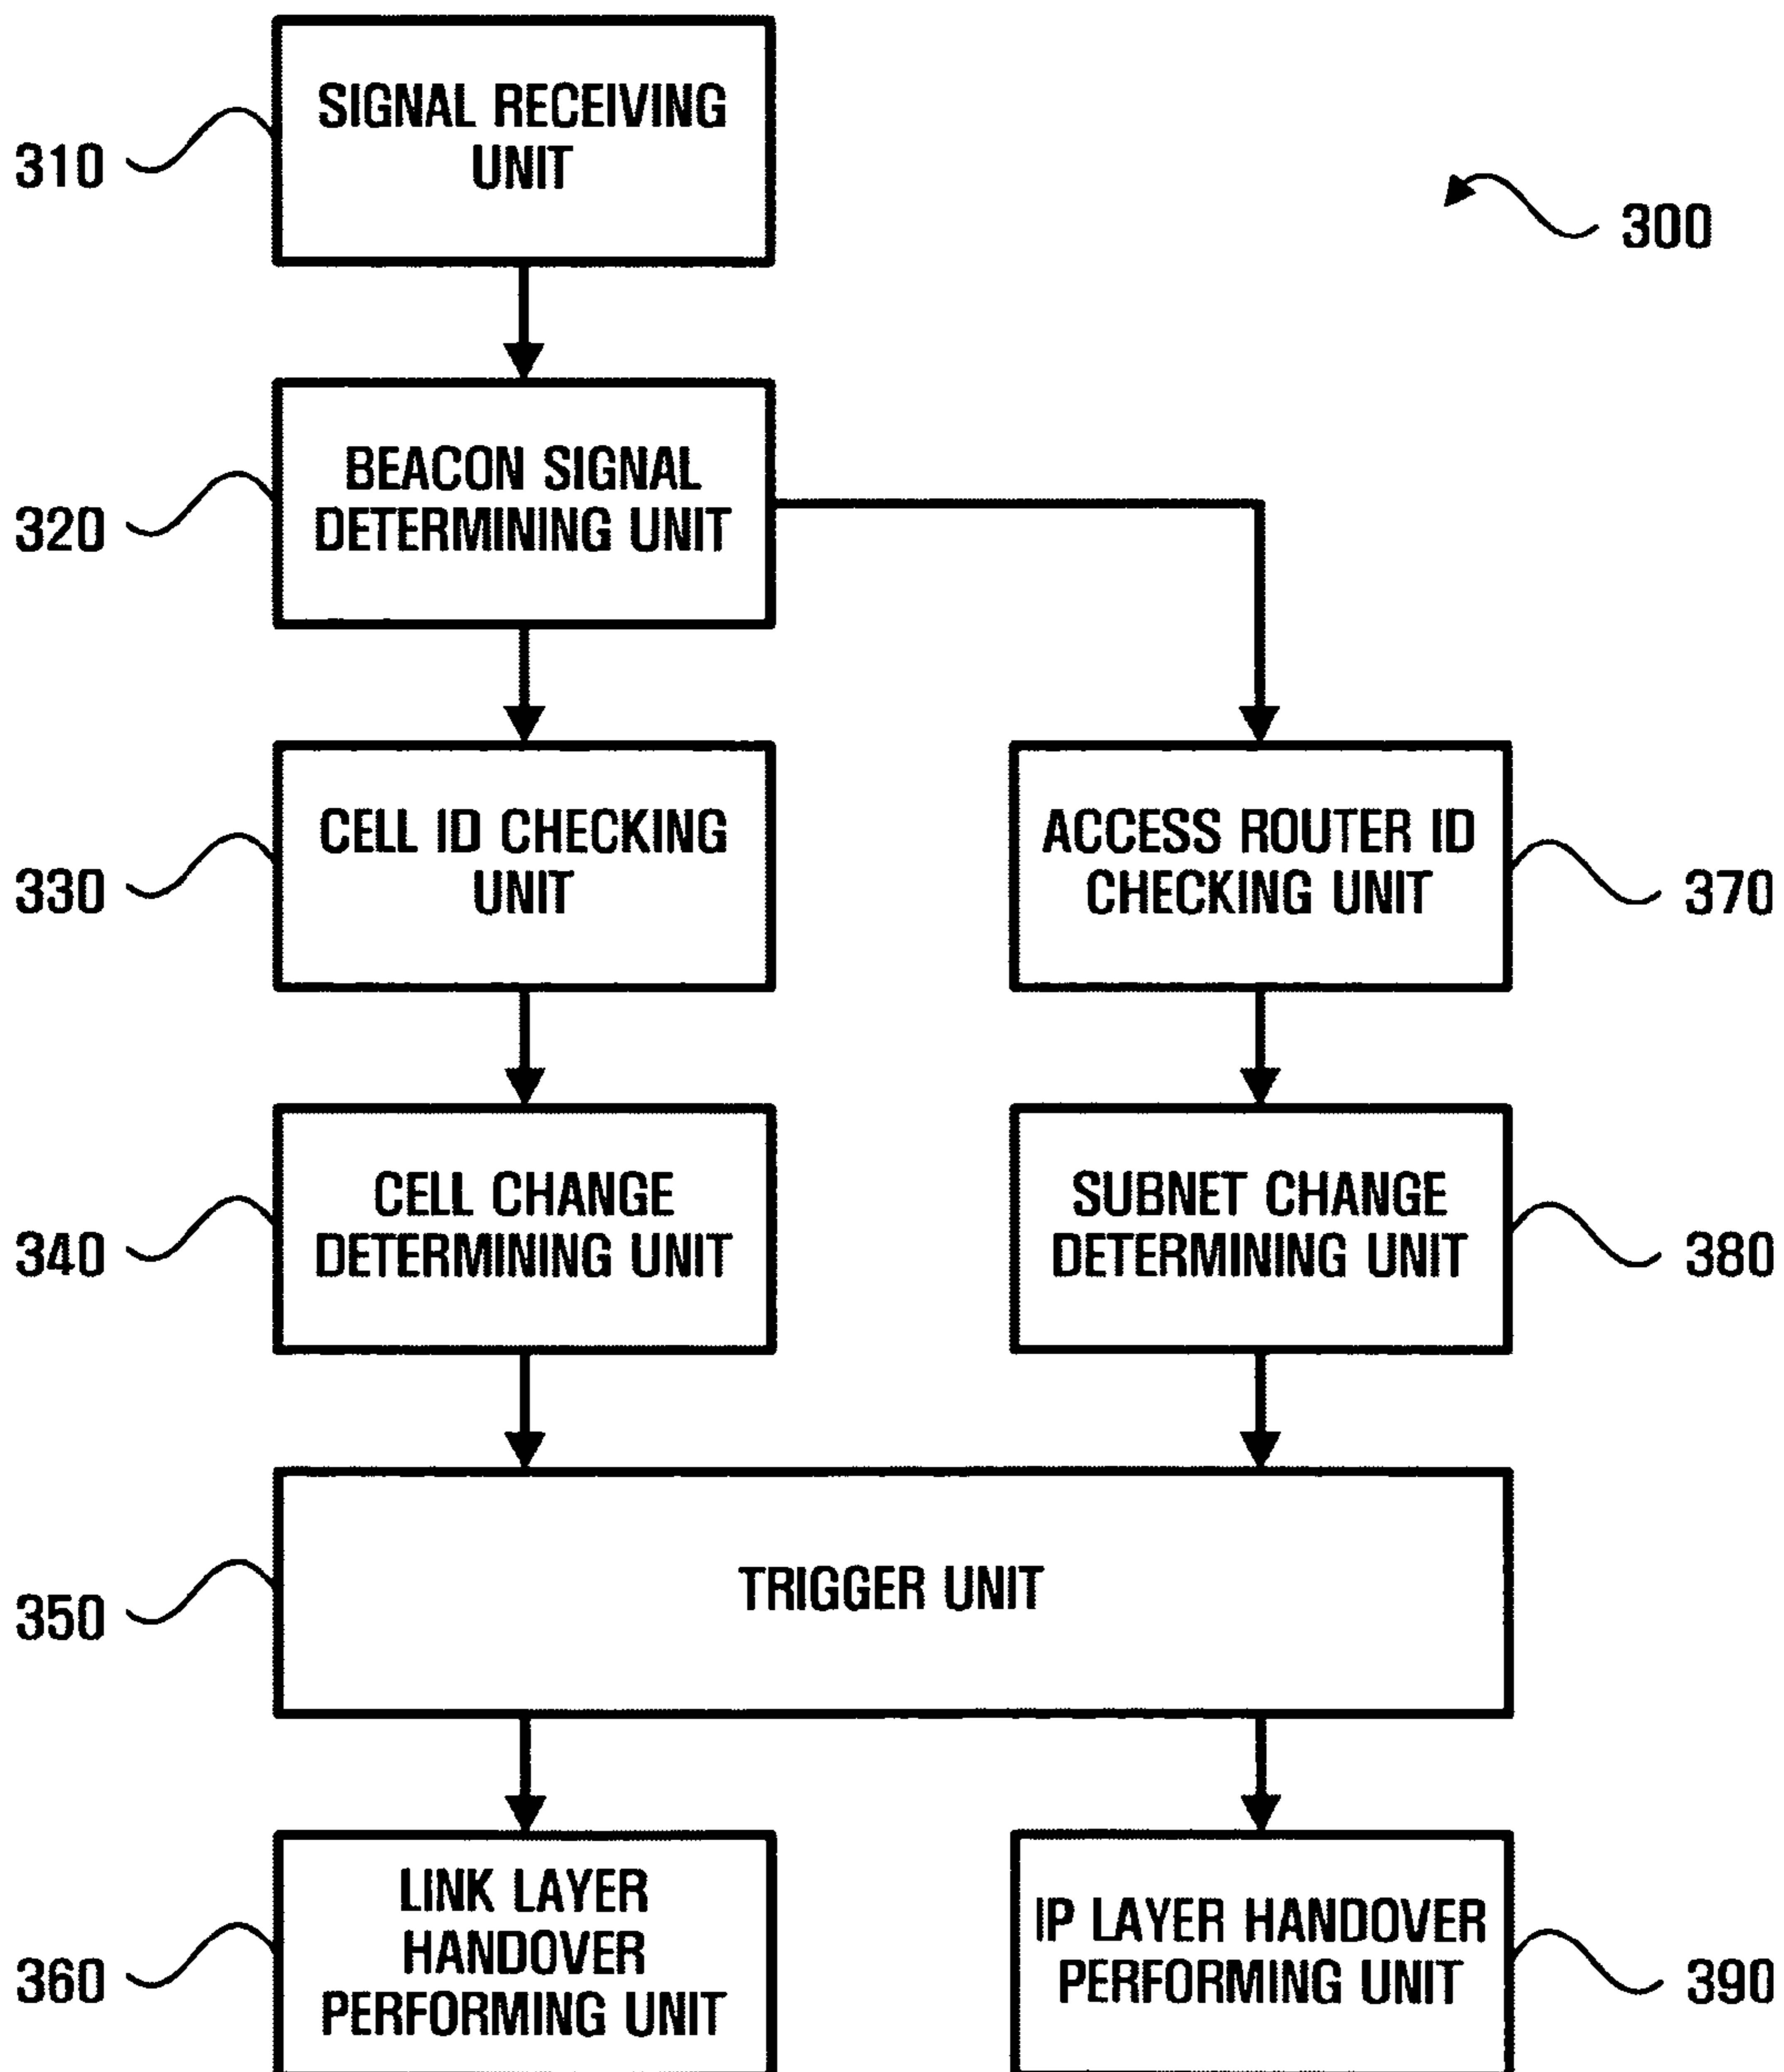 SIGNAL RECEIVING
UNIT
310
300
BEACON SIGNAL
DETERMINING UNIT
320
CELL ID CHECKING
UNIT
330
ACCESS ROUTER ID
CHECKING UNIT
370
CELL CHANGE
DETERMINING UNIT
340
SUBNET CHANGE
DETERMINING UNIT
380
TRIGGER UNIT
350
LINK LAYER
HANDOVER
PERFORMING UNIT
360
IP LAYER HANDOVER
PERFORMING UNIT
390